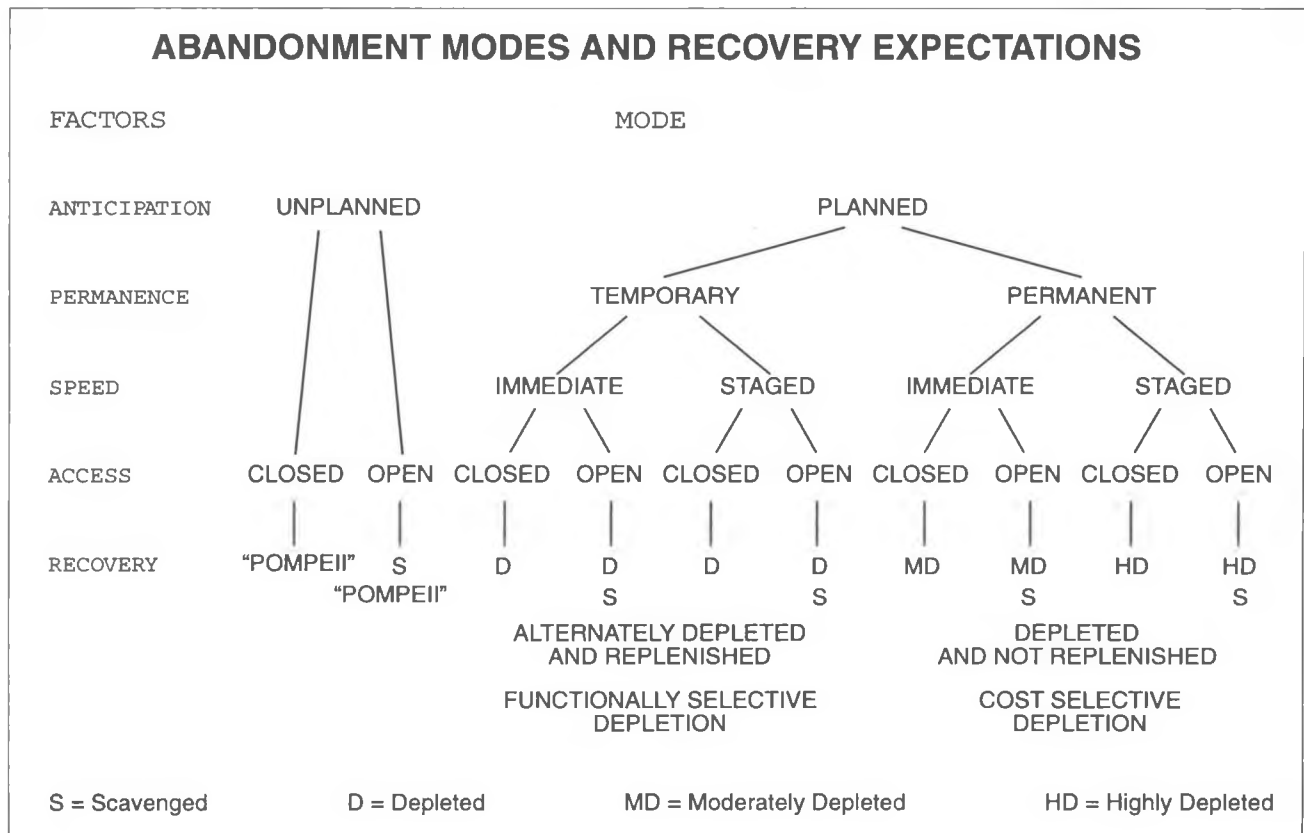 ABANDONMENT MODES AND RECOVERY EXPECTATIONS
FACTORS MODE
ANTICIPATION UNPLANNED PLANNED
PERMANENCE TEMPORARY PERMANENT
SPEED IMMEDIATE STAGED IMMEDIATE STAGED
ACCESS CLOSED OPEN CLOSED OPEN CLOSED OPEN CLOSED OPEN CLOSED OPEN
RECOVERY "POMPEII" S D D D D MD MD HD HD
"POMPEII" S S S S
ALTERNATELY DEPLETED DEPLETED
AND REPLENISHED AND NOT REPLENISHED
FUNCTIONALLY SELECTIVE COST SELECTIVE
DEPLETION DEPLETION
S = Scavenged D = Depleted MD = Moderately Depleted HD = Highly Depleted